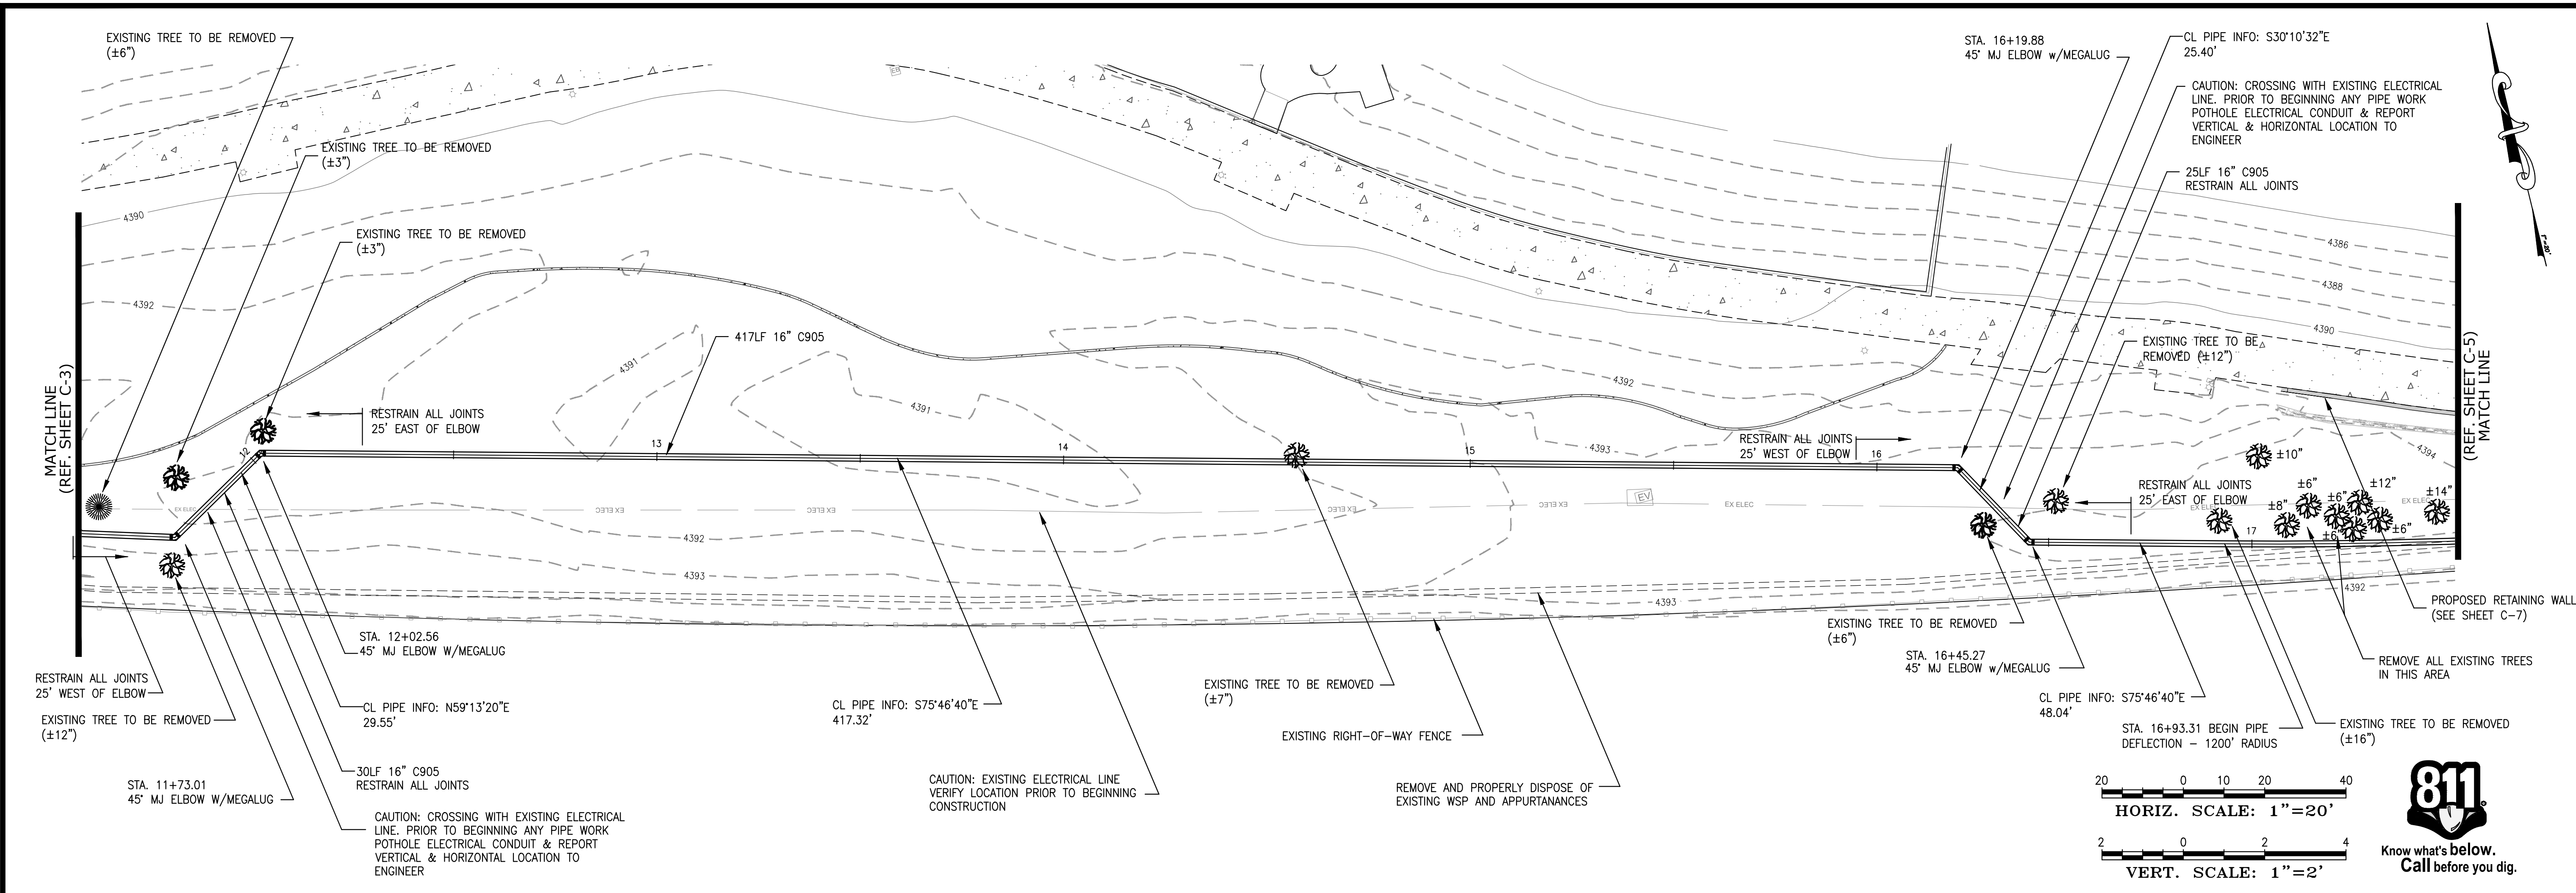 EXISTING TREE TO BE REMOVED
(±6")
EXISTING TREE TO BE REMOVED
(±3")
EXISTING TREE TO BE REMOVED
(±3")
EB
STA. 16+19.88
45° MJ ELBOW w/MEGALUG
CL PIPE INFO: S30°10'32"E
25.40'
CAUTION: CROSSING WITH EXISTING ELECTRICAL
LINE. PRIOR TO BEGINNING ANY PIPE WORK
POTHOLE ELECTRICAL CONDUIT & REPORT
VERTICAL & HORIZONTAL LOCATION TO
ENGINEER
25LF 16" C905
RESTRAIN ALL JOINTS
1"=20'
4390
4392
4391
4391
4392
4393
4386
4388
4390
4394
417LF 16" C905
MATCH LINE
(REF. SHEET C-3)
(REF. SHEET C-5)
MATCH LINE
RESTRAIN ALL JOINTS
25' EAST OF ELBOW
RESTRAIN ALL JOINTS
25' WEST OF ELBOW
EXISTING TREE TO BE
REMOVED (±12")
RESTRAIN ALL JOINTS
25' EAST OF ELBOW
12
13
14
15
16
17
±10"
±6"
±12"
±14"
±8"
±6"
±6"
±6"
EX ELEC
EX ELEC
EX ELEC
EX ELEC
EX ELEC
EX ELEC
EV
EX ELEC
EX ELEC
EX ELEC
4392
4393
4393
4392
PROPOSED RETAINING WALL
(SEE SHEET C-7)
REMOVE ALL EXISTING TREES
IN THIS AREA
RESTRAIN ALL JOINTS
25' WEST OF ELBOW
EXISTING TREE TO BE REMOVED
(±12")
STA. 11+73.01
45° MJ ELBOW W/MEGALUG
STA. 12+02.56
45° MJ ELBOW W/MEGALUG
CL PIPE INFO: N59°13'20"E
29.55'
30LF 16" C905
RESTRAIN ALL JOINTS
CAUTION: CROSSING WITH EXISTING ELECTRICAL
LINE. PRIOR TO BEGINNING ANY PIPE WORK
POTHOLE ELECTRICAL CONDUIT & REPORT
VERTICAL & HORIZONTAL LOCATION TO
ENGINEER
CL PIPE INFO: S75°46'40"E
417.32'
CAUTION: EXISTING ELECTRICAL LINE
VERIFY LOCATION PRIOR TO BEGINNING
CONSTRUCTION
EXISTING TREE TO BE REMOVED
(±7")
EXISTING RIGHT-OF-WAY FENCE
REMOVE AND PROPERLY DISPOSE OF
EXISTING WSP AND APPURTANANCES
EXISTING TREE TO BE REMOVED
(±6")
STA. 16+45.27
45° MJ ELBOW w/MEGALUG
CL PIPE INFO: S75°46'40"E
48.04'
STA. 16+93.31 BEGIN PIPE
DEFLECTION - 1200' RADIUS
EXISTING TREE TO BE REMOVED
(±16")
20 0 10 20 40
HORIZ. SCALE: 1"=20'
2 0 2 4
VERT. SCALE: 1"=2'
811
Know what's below.
Call before you dig.